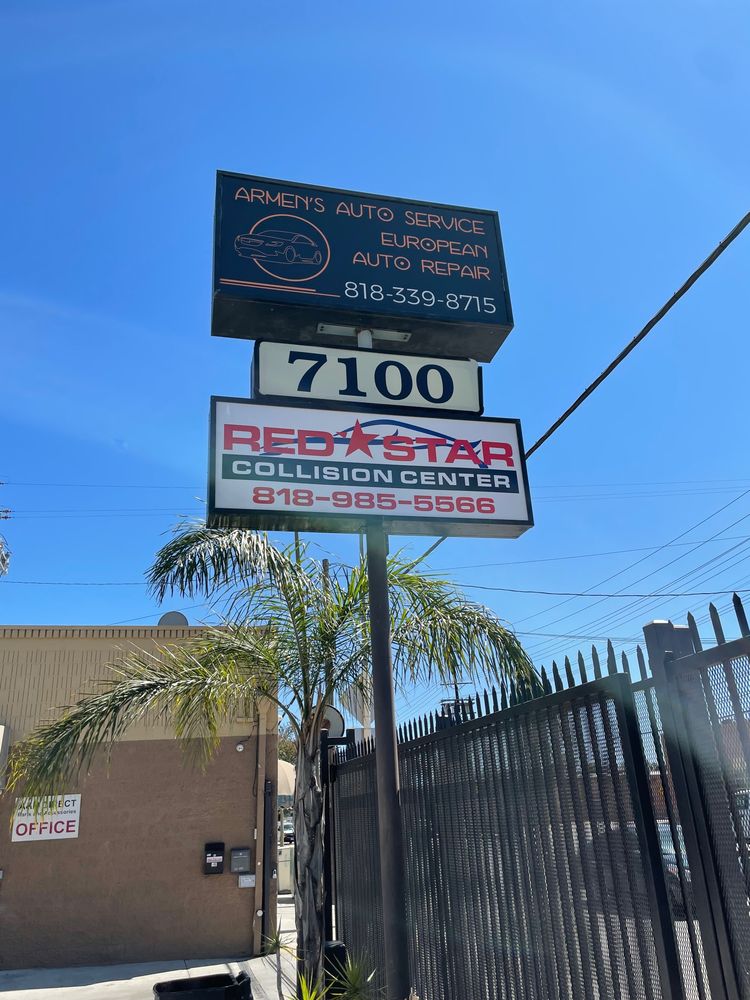 ARMEN'S AUTO SERVICE
EUROPEAN
AUTO REPAIR
818-339-8715
7100
RED STAR
COLLISION CENTER
818-985-5566
OFFICE